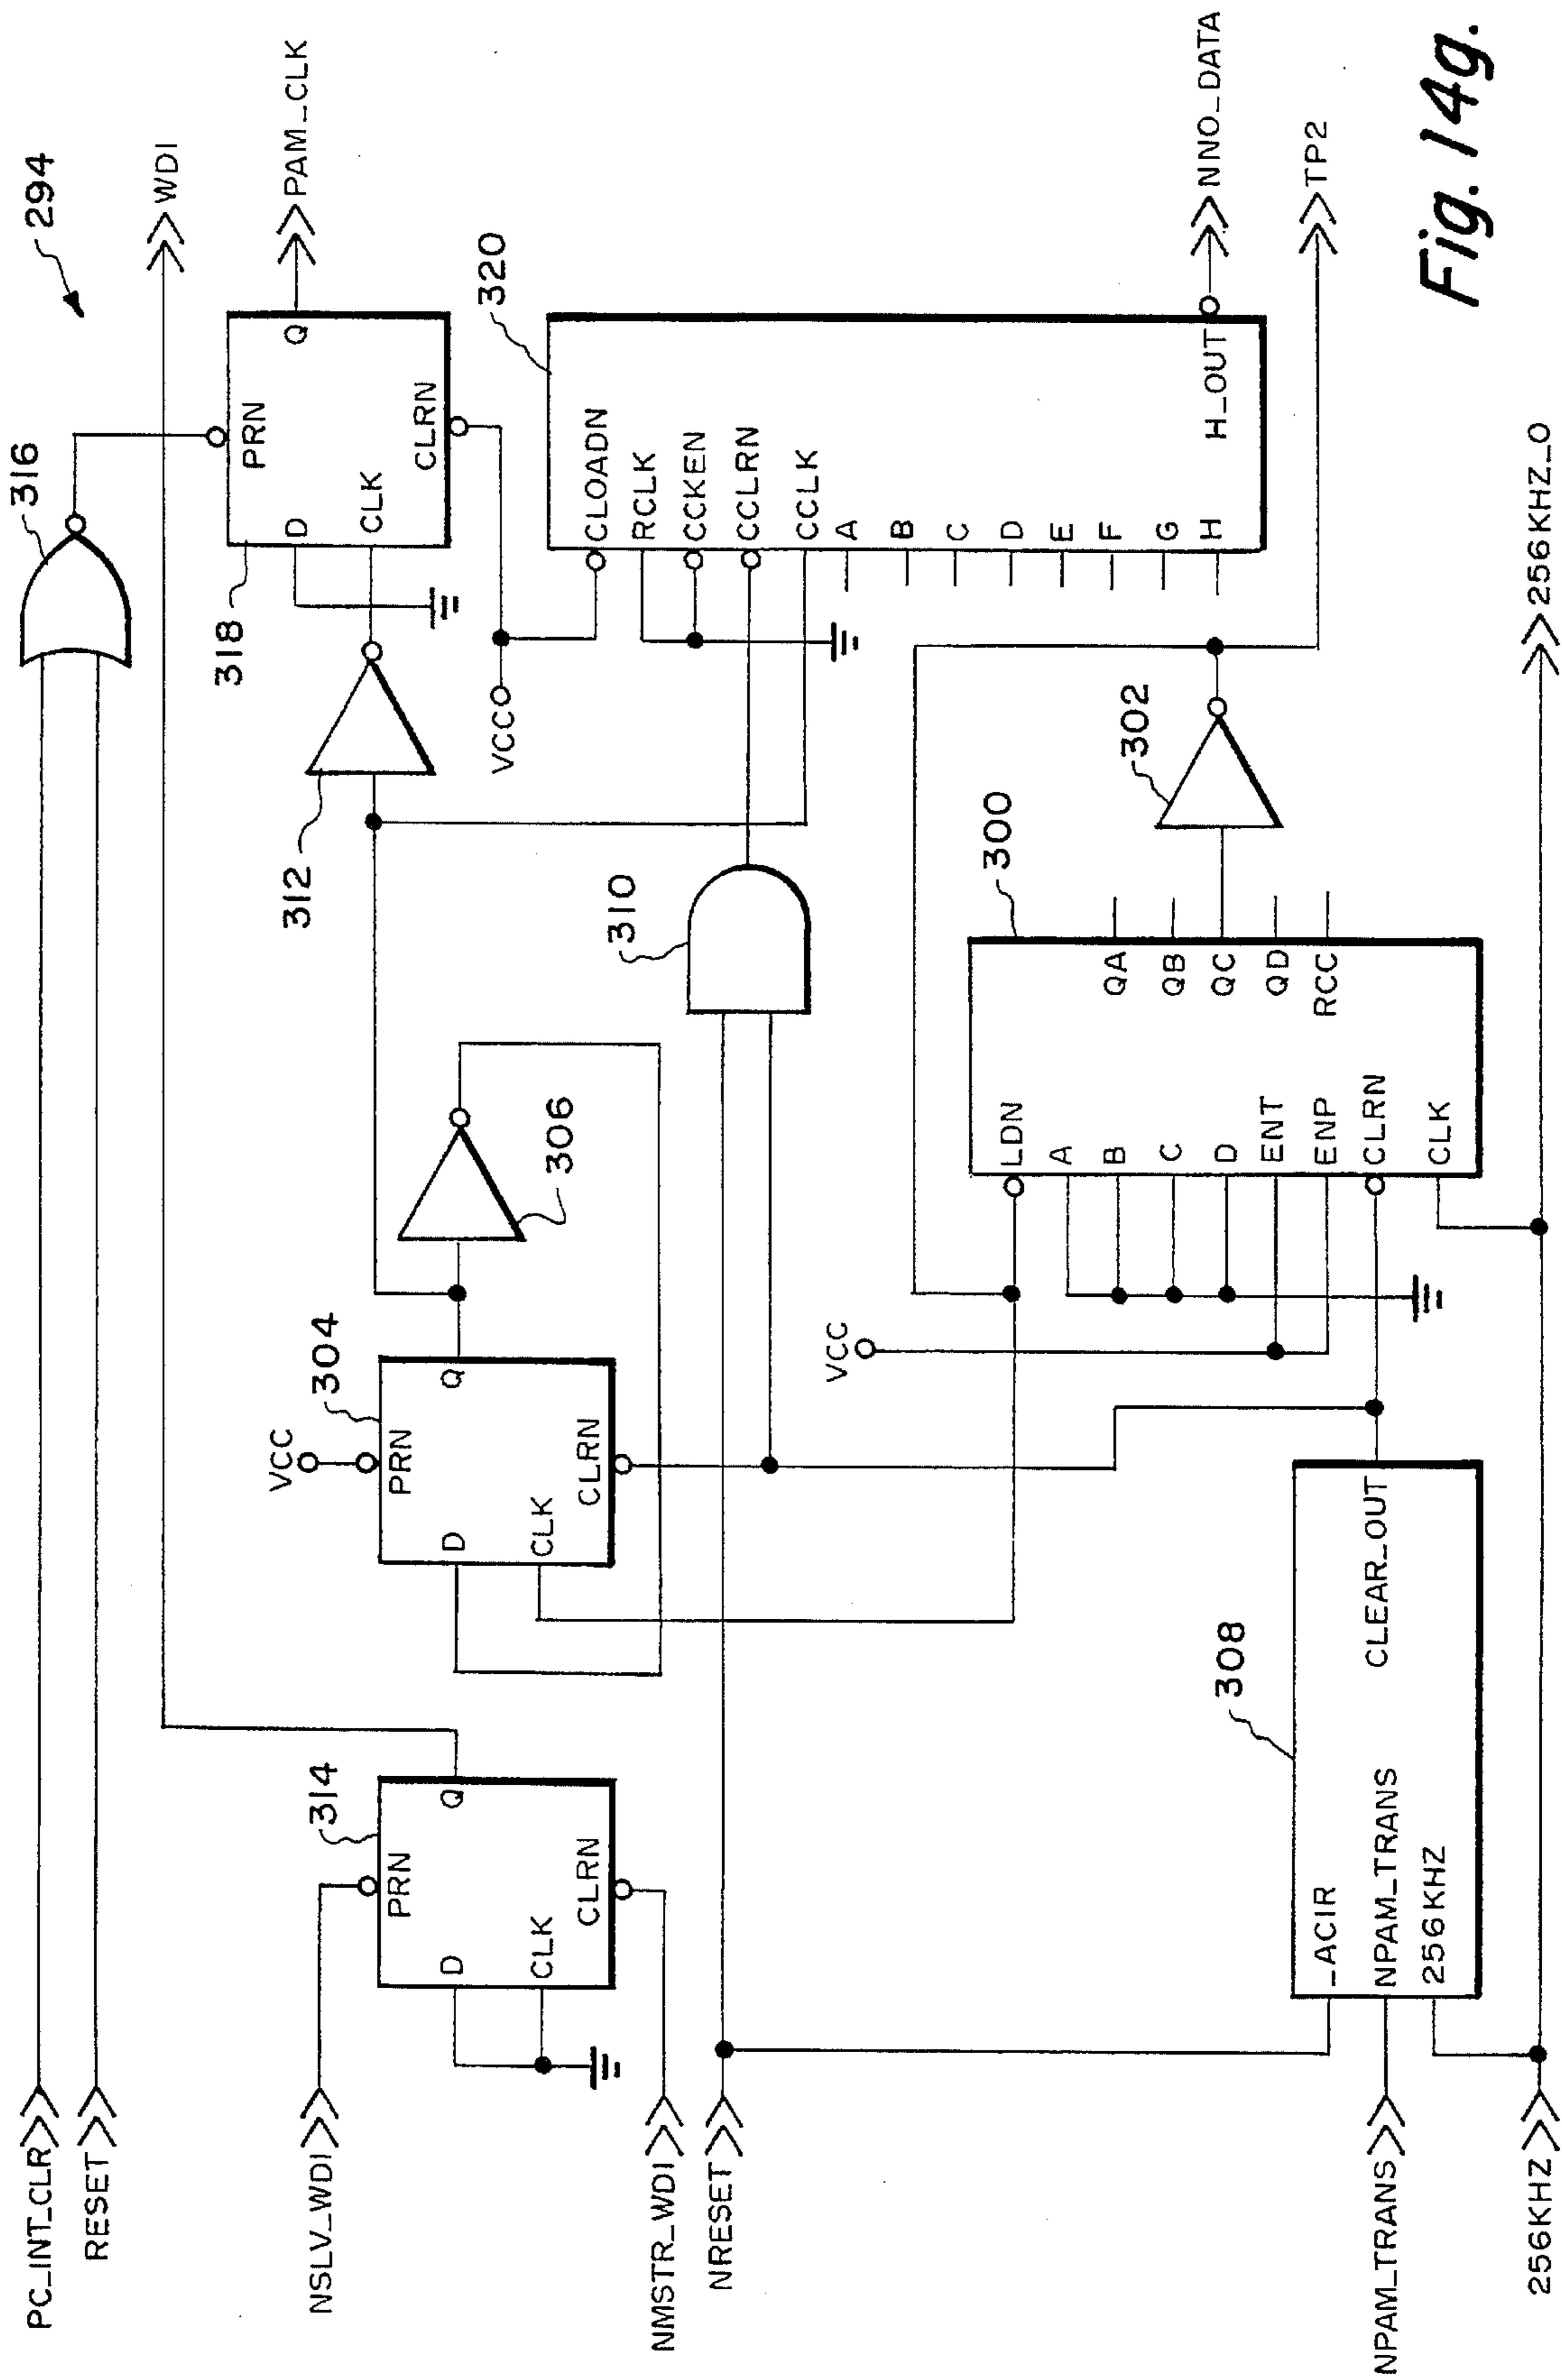 294
316
PC_INT_CLR
RESET
WDI
NSLV_WDI
314
PRN
D
Q
CLK
CLRN
NMSTR_WDI
NRESET
VCC
304
PRN
D
Q
CLK
CLRN
306
312
318
PRN
D
Q
CLK
CLRN
PAM_CLK
VCC
310
320
CLOADN
RCLK
CCKEN
CCLRN
CCLK
A
B
C
D
E
F
G
H
H_OUT
NNO_DATA
TP2
VCC
300
LDN
A
B
C
D
ENT
ENP
CLRN
CLK
QA
QB
QC
QD
RCC
302
308
_ACIR
NPAM_TRANS
256KHZ
CLEAR_OUT
NPAM_TRANS
256KHZ
256KHZ_O
Fig. 14g.